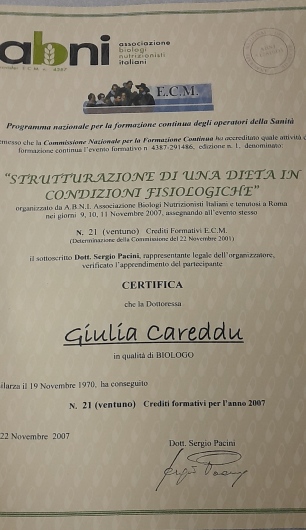 abni
associazione
biologi
nutrizionisti
italiani
E.C.M. n. 4387
E.C.M.
Programma nazionale per la formazione continua degli operatori della Sanità
messo che la Commissione Nazionale per la Formazione Continua ha accreditato quale attività d
formazione continua l'evento formativo n. 4387-291486, edizione n. 1, denominato:
"STRUTTURAZIONE DI UNA DIETA IN
CONDIZIONI FISIOLOGICHE"
organizzato da A.B.N.I. Associazione Biologi Nutrizionisti Italiani e tenutosi a Roma
nei giorni 9, 10, 11 Novembre 2007, assegnando all'evento stesso
N. 21 (ventuno) Crediti Formativi E.C.M.
(Determinazione della Commissione del 22 Novembre 2001)
il sottoscritto Dott. Sergio Pacini, rappresentante legale dell'organizzatore,
verificato l'apprendimento del partecipante
CERTIFICA
che la Dottoressa
Giulia Careddu
in qualità di BIOLOGO
ilarza il 19 Novembre 1970, ha conseguito
N. 21 (ventuno) Crediti formativi per l'anno 2007
22 Novembre 2007
Dott. Sergio Pacini
Sergio Pacini